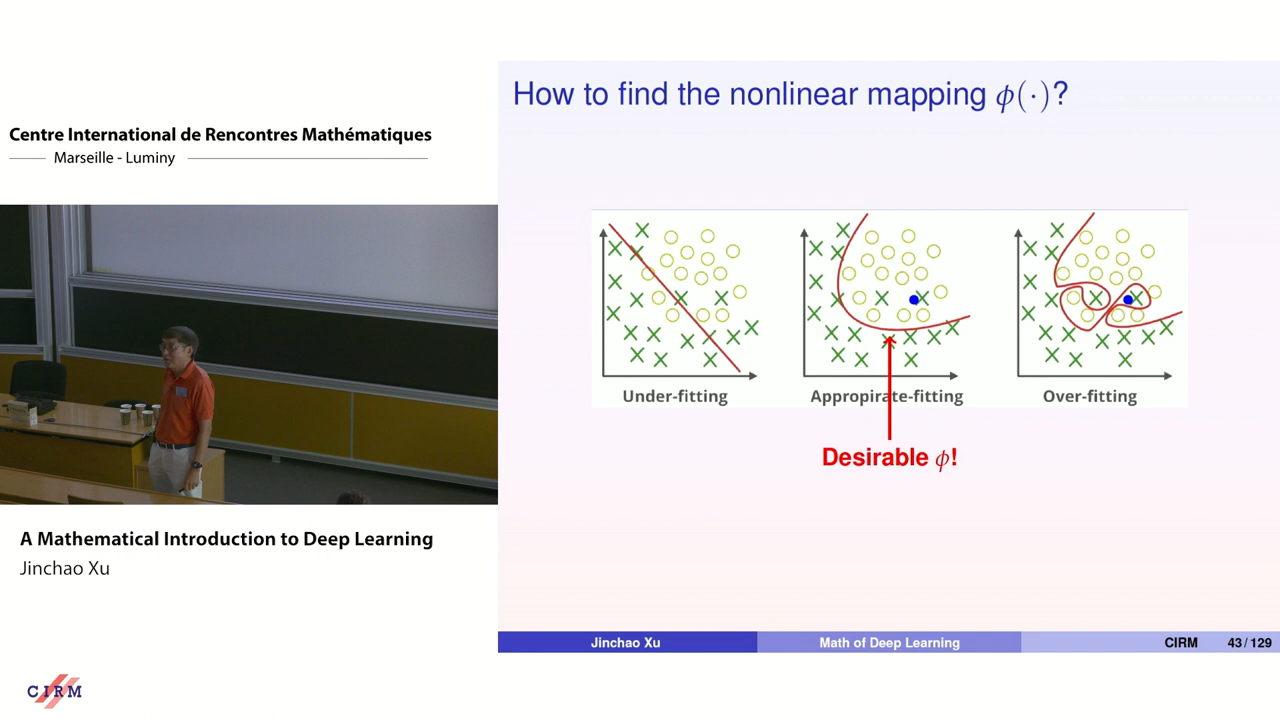 Centre International de Rencontres Mathématiques
Marseille - Luminy
A Mathematical Introduction to Deep Learning
Jinchao Xu
CIRM
How to find the nonlinear mapping ϕ(·)?
Under-fitting
Appropirate-fitting
Over-fitting
Desirable ϕ!
Jinchao Xu
Math of Deep Learning
CIRM
43 / 129